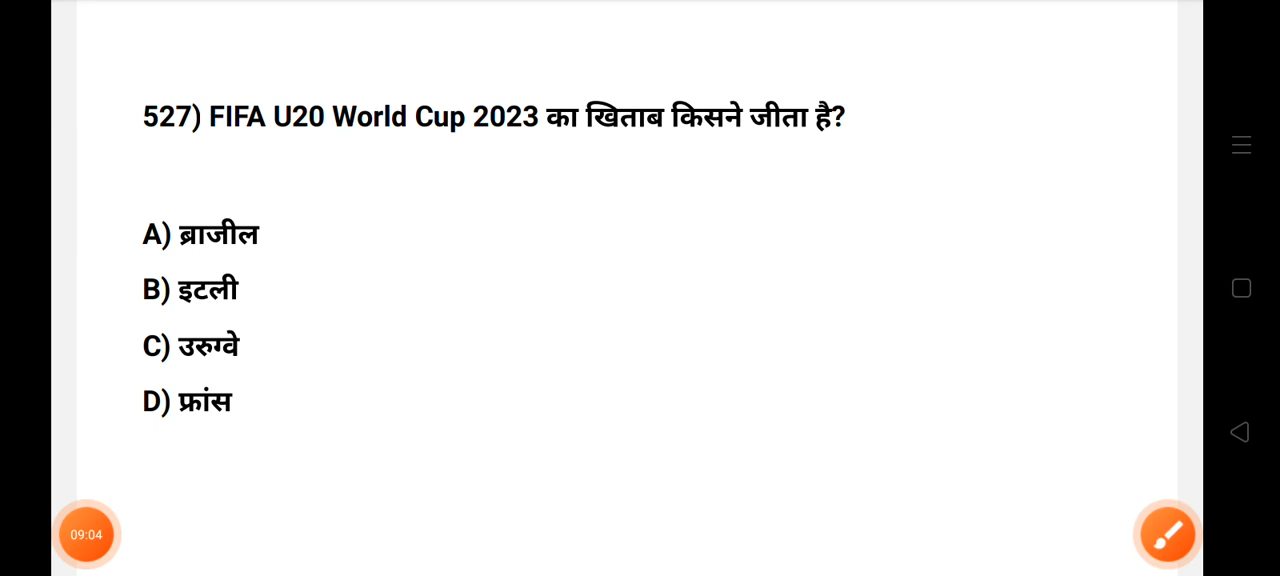 527) FIFA U20 World Cup 2023 का खिताब किसने जीता है?
A) ब्राजील
B) इटली
C) उरुग्वे
D) फ्रांस
09:04